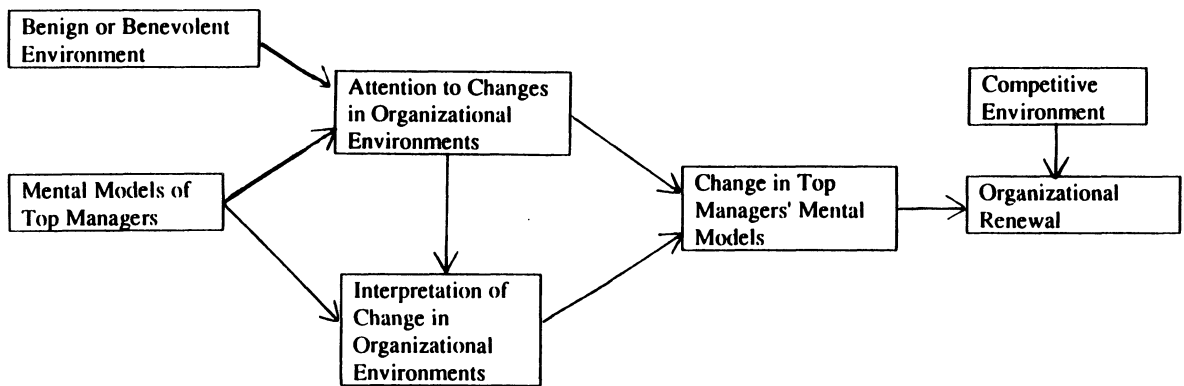 Benign or Benevolent
Environment
Attention to Changes
in Organizational
Environments
Competitive
Environment
Mental Models of
Top Managers
Change in Top
Managers' Mental
Models
Organizational
Renewal
Interpretation of
Change in
Organizational
Environments